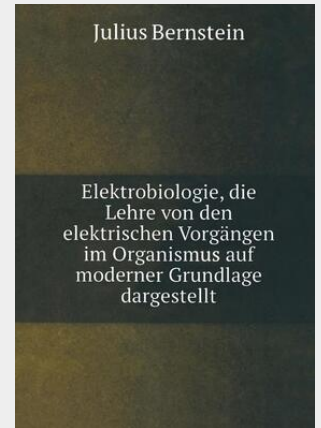 Julius Bernstein
Elektrobiologie, die
Lehre von den
elektrischen Vorgängen
im Organismus auf
moderner Grundlage
dargestellt